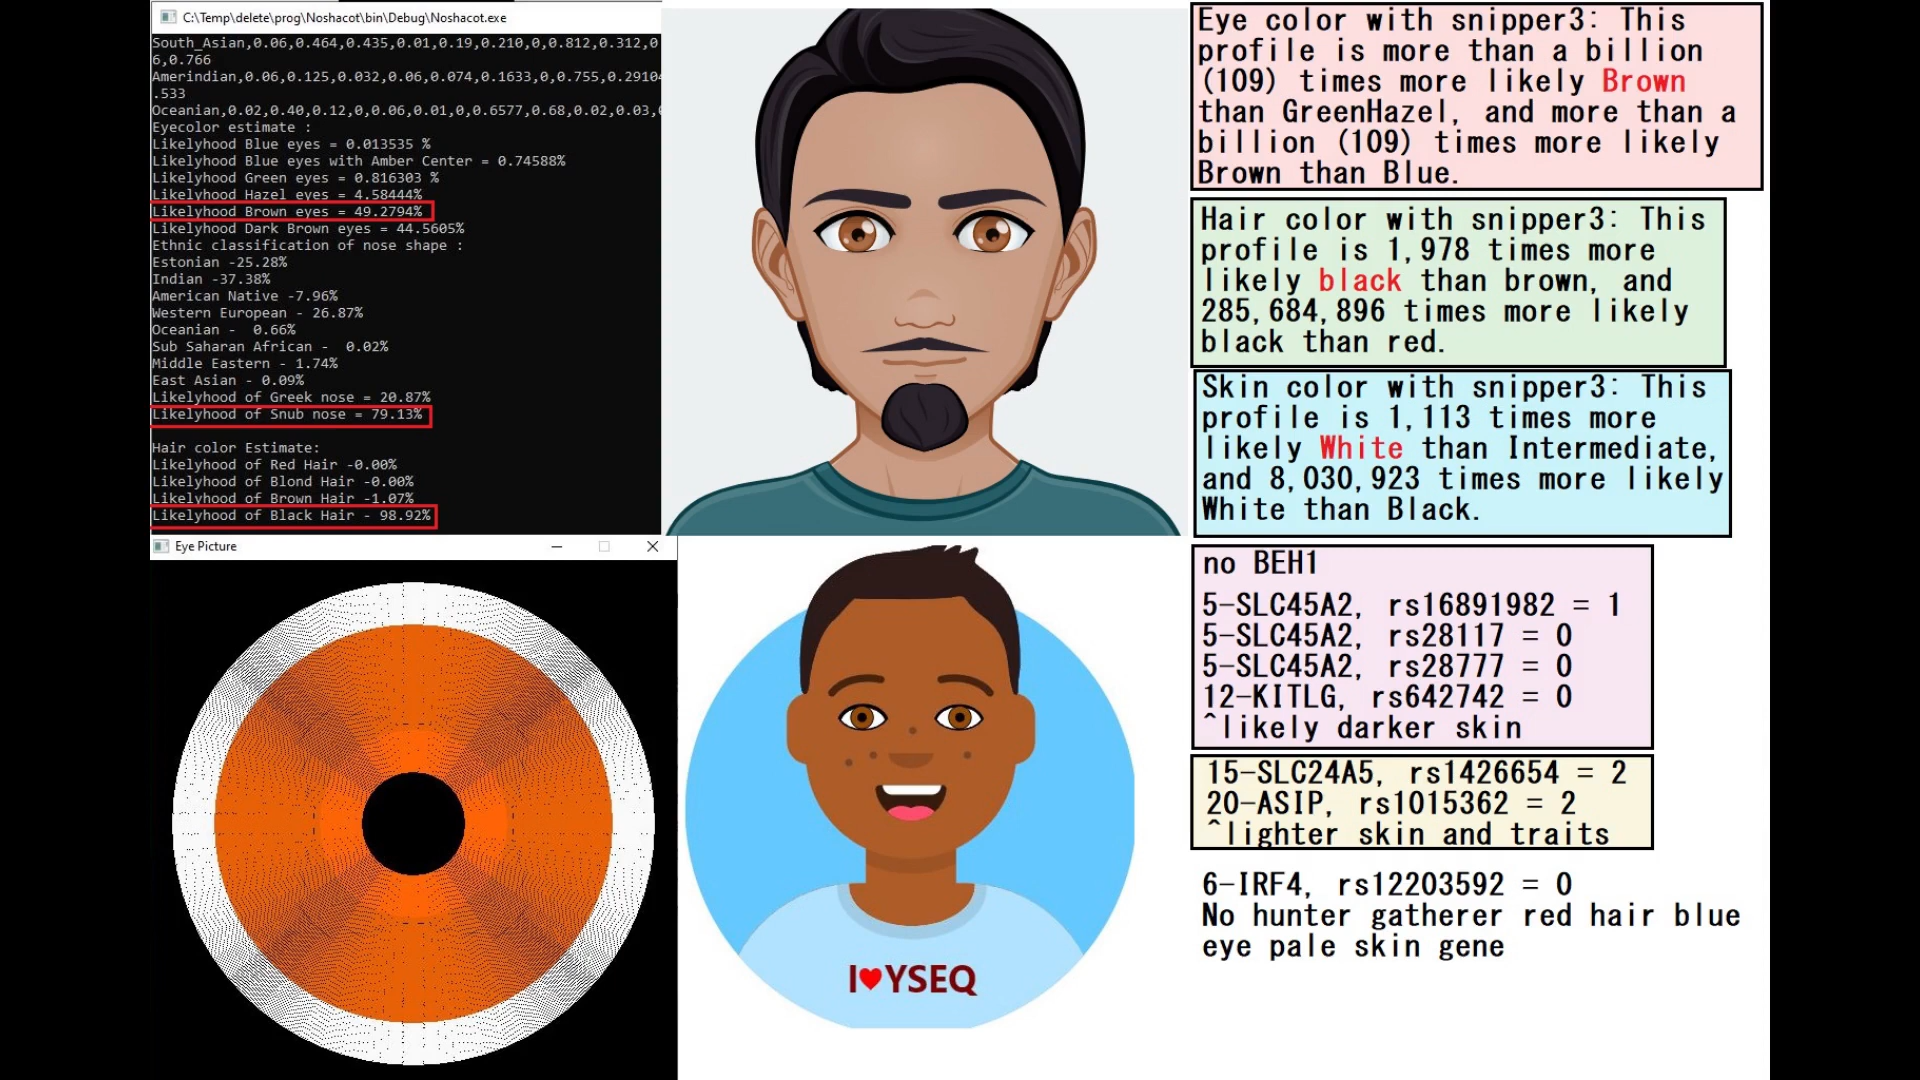 C:\Temp\delete\prog\Noshacot\bin\Debug\Noshacot.exe
South_Asian,0.06,0.464,0.435,0.01,0.19,0.210,0,0.812,0.312,0
6,0.766
Amerindian,0.06,0.125,0.032,0.06,0.074,0.1633,0,0.755,0.29104
.533
Oceanian,0.02,0.40,0.12,0,0.06,0.01,0,0.6577,0.68,0.02,0.03,0
Eyecolor estimate :
Likelyhood Blue eyes = 0.013535 %
Likelyhood Blue eyes with Amber Center = 0.74588%
Likelyhood Green eyes = 0.816303 %
Likelyhood Hazel eyes = 4.58444%
Likelyhood Brown eyes = 49.2794%
Likelyhood Dark Brown eyes = 44.5605%
Ethnic classification of nose shape :
Estonian -25.28%
Indian -37.38%
American Native -7.96%
Western European - 26.87%
Oceanian -  0.66%
Sub Saharan African -  0.02%
Middle Eastern - 1.74%
East Asian - 0.09%
Likelyhood of Greek nose = 20.87%
Likelyhood of Snub nose = 79.13%
Hair color Estimate:
Likelyhood of Red Hair -0.00%
Likelyhood of Blond Hair -0.00%
Likelyhood of Brown Hair -1.07%
Likelyhood of Black Hair - 98.92%
Eye Picture
I♥YSEQ
Eye color with snipper3: This
profile is more than a billion
(109) times more likely Brown
than GreenHazel, and more than a
billion (109) times more likely
Brown than Blue.
Hair color with snipper3: This
profile is 1,978 times more
likely black than brown, and
285,684,896 times more likely
black than red.
Skin color with snipper3: This
profile is 1,113 times more
likely White than Intermediate,
and 8,030,923 times more likely
White than Black.
no BEH1
5-SLC45A2, rs16891982 = 1
5-SLC45A2, rs28117 = 0
5-SLC45A2, rs28777 = 0
12-KITLG, rs642742 = 0
^likely darker skin
15-SLC24A5, rs1426654 = 2
20-ASIP, rs1015362 = 2
^lighter skin and traits
6-IRF4, rs12203592 = 0
No hunter gatherer red hair blue
eye pale skin gene